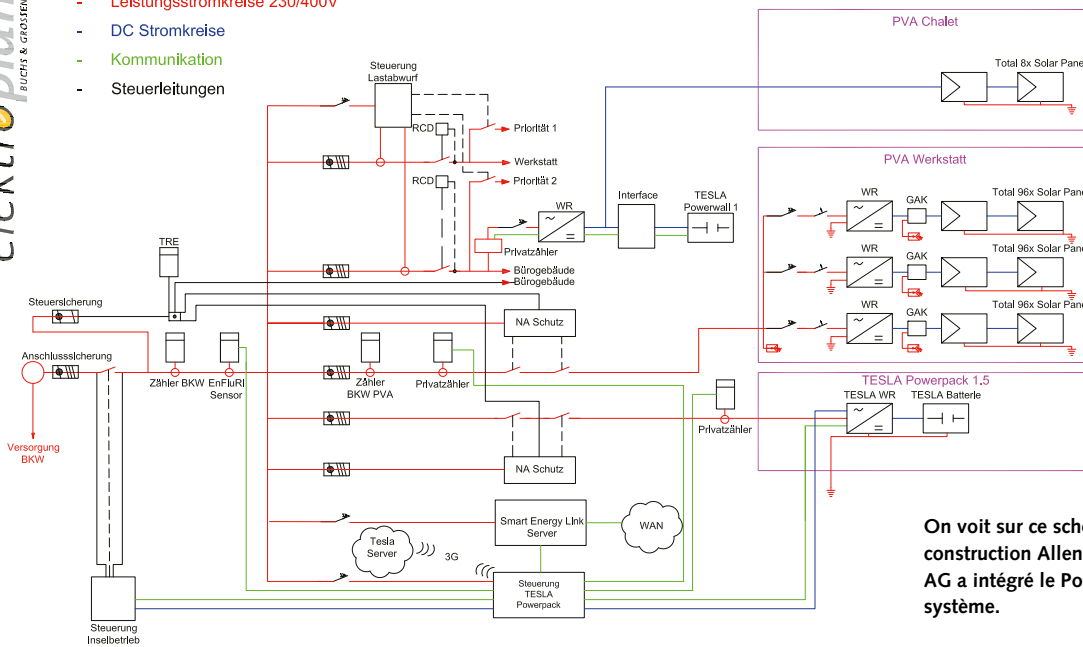 BUCHS & GROSSEN
- Leistungsstromkreise 230/400V
- DC Stromkreise
- Kommunikation
- Steuerleitungen
Steuerung
Lastabwurf
RCD
Priorität 1
Werkstatt
RCD
Priorität 2
WR
Interface
TESLA
Powerwall 1
Privatzähler
Bürogebäude
Bürogebäude
TRE
Steuersicherung
NA Schutz
Anschlusssicherung
Zähler BKW
EnFluRI
Sensor
Zähler
BKW PVA
Privatzähler
Versorgung
BKW
NA Schutz
Privatzähler
Smart Energy Link
Server
WAN
Tesla
Server
3G
Steuerung
TESLA
Powerpack
Steuerung
Inselbetrieb
PVA Chalet
Total 8x Solar Pane
PVA Werkstatt
WR
GAK
Total 96x Solar Pane
WR
GAK
Total 96x Solar Pane
WR
GAK
Total 96x Solar Pane
TESLA Powerpack 1.5
TESLA WR
TESLA Batterie
On voit sur ce sch
construction Allen
AG a intégré le Po
système.